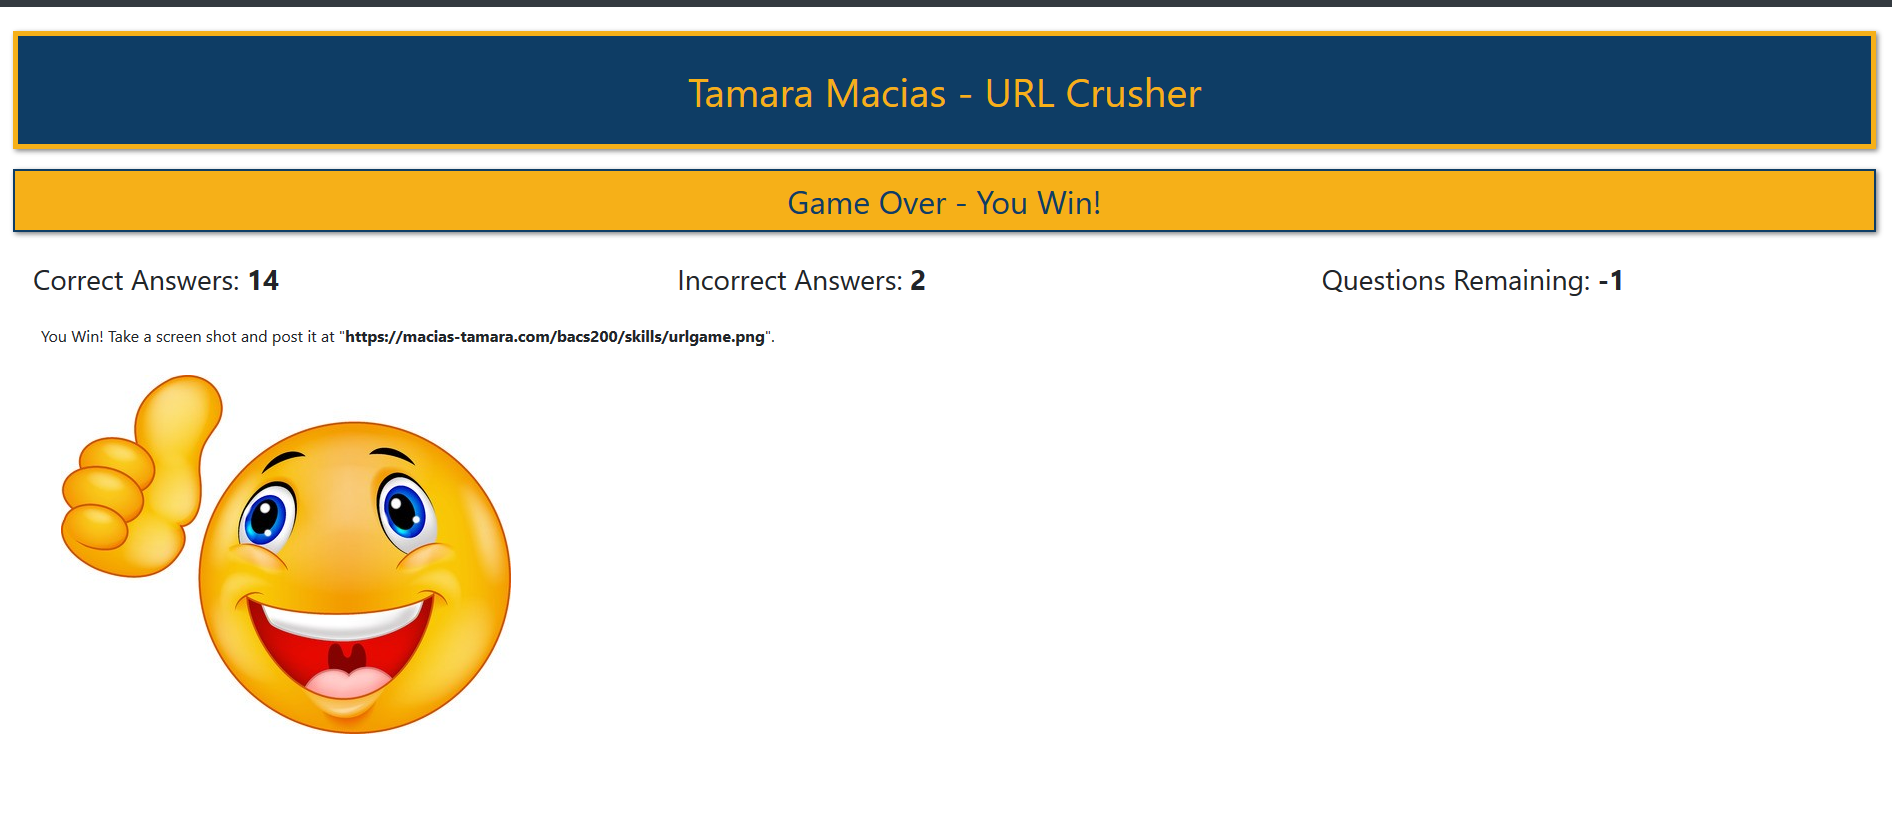 Tamara Macias - URL Crusher
Game Over - You Win!
Correct Answers: 14 Incorrect Answers: 2 Questions Remaining: -1
You Win! Take a screen shot and post it at "https://macias-tamara.com/bacs200/skills/urlgame.png".